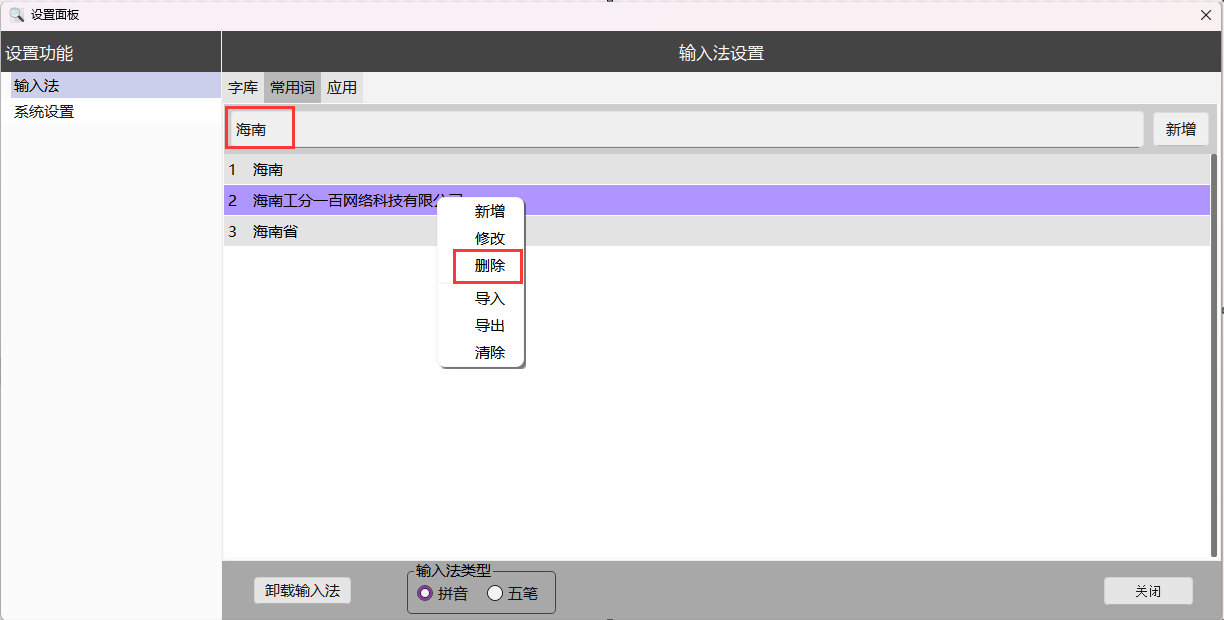 设置面板
设置功能
输入法设置
输入法
系统设置
字库 常用词 应用
海南
新增
1 海南
2 海南工分一百网络科技有限公司
3 海南省
新增
修改
删除
导入
导出
清除
卸载输入法
输入法类型
拼音 五笔
关闭